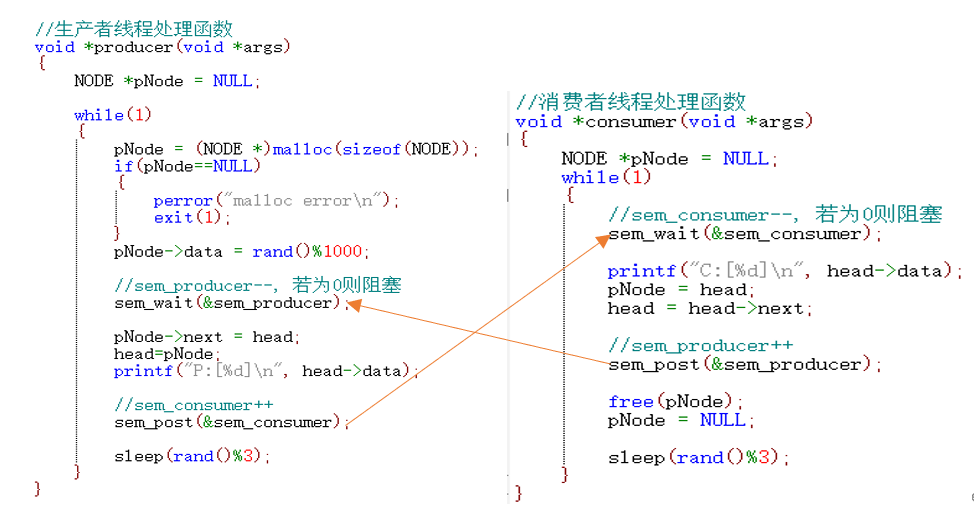 //生产者线程处理函数
void *producer(void *args)
{
    NODE *pNode = NULL;
    while(1)
    {
        pNode = (NODE *)malloc(sizeof(NODE));
        if(pNode==NULL)
        {
            perror("malloc error\n");
            exit(1);
        }
        pNode->data = rand()%1000;
        //sem_producer--, 若为0则阻塞
        sem_wait(&sem_producer);
        pNode->next = head;
        head=pNode;
        printf("P:[%d]\n", head->data);
        //sem_consumer++
        sem_post(&sem_consumer);
        sleep(rand()%3);
    }
}
//消费者线程处理函数
void *consumer(void *args)
{
    NODE *pNode = NULL;
    while(1)
    {
        //sem_consumer--, 若为0则阻塞
        sem_wait(&sem_consumer);
        printf("C:[%d]\n", head->data);
        pNode = head;
        head = head->next;
        //sem_producer++
        sem_post(&sem_producer);
        free(pNode);
        pNode = NULL;
        sleep(rand()%3);
    }
}